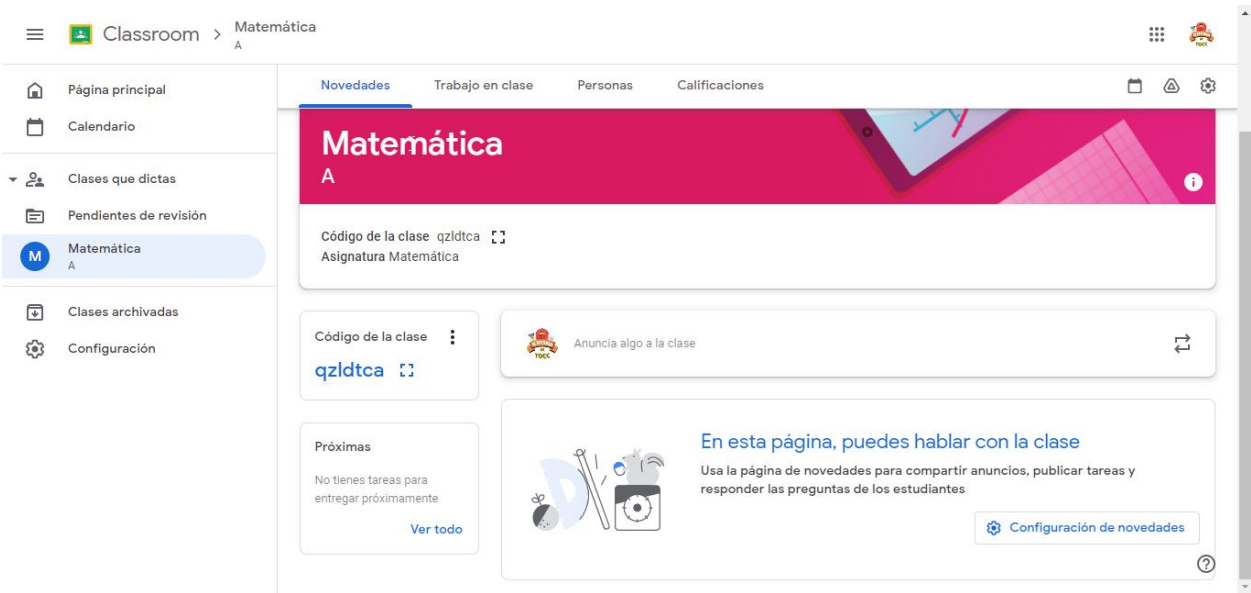 Classroom > Matemática
A
Página principal
Calendario
Clases que dictas
Pendientes de revisión
M Matemática
A
Clases archivadas
Configuración
Novedades Trabajo en clase Personas Calificaciones
Matemática
A
Código de la clase qzldtca
Asignatura Matemática
Código de la clase
qzldtca
Próximas
No tienes tareas para
entregar próximamente
Ver todo
Anuncia algo a la clase
En esta página, puedes hablar con la clase
Usa la página de novedades para compartir anuncios, publicar tareas y
responder las preguntas de los estudiantes
Configuración de novedades